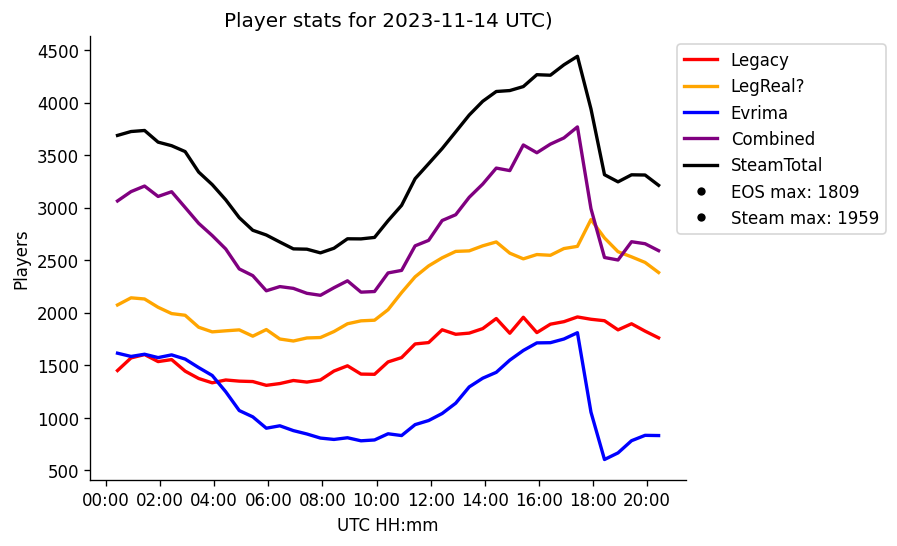 Player stats for 2023-11-14 UTC)
4500
4000
3500
3000
2500
2000
1500
1000
500
Players
00:00 02:00 04:00 06:00 08:00 10:00 12:00 14:00 16:00 18:00 20:00
UTC HH:mm
Legacy
LegReal?
Evrima
Combined
SteamTotal
EOS max: 1809
Steam max: 1959